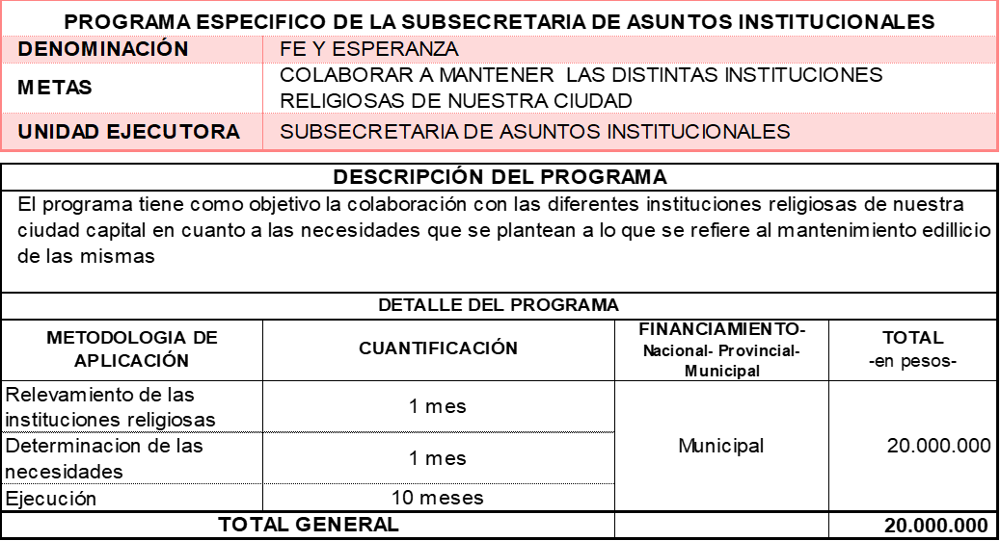 PROGRAMA ESPECIFICO DE LA SUBSECRETARIA DE ASUNTOS INSTITUCIONALES
DENOMINACIÓN FE Y ESPERANZA
METAS COLABORAR A MANTENER LAS DISTINTAS INSTITUCIONES
RELIGIOSAS DE NUESTRA CIUDAD
UNIDAD EJECUTORA SUBSECRETARIA DE ASUNTOS INSTITUCIONALES
DESCRIPCIÓN DEL PROGRAMA
El programa tiene como objetivo la colaboración con las diferentes instituciones religiosas de nuestra
ciudad capital en cuanto a las necesidades que se plantean a lo que se refiere al mantenimiento edillicio
de las mismas
DETALLE DEL PROGRAMA
METODOLOGIA DE
APLICACIÓN
CUANTIFICACIÓN
FINANCIAMIENTO-
Nacional- Provincial-
Municipal
TOTAL
-en pesos-
Relevamiento de las
instituciones religiosas
1 mes
Determinacion de las
necesidades
1 mes
Ejecución
10 meses
Municipal
20.000.000
TOTAL GENERAL 20.000.000